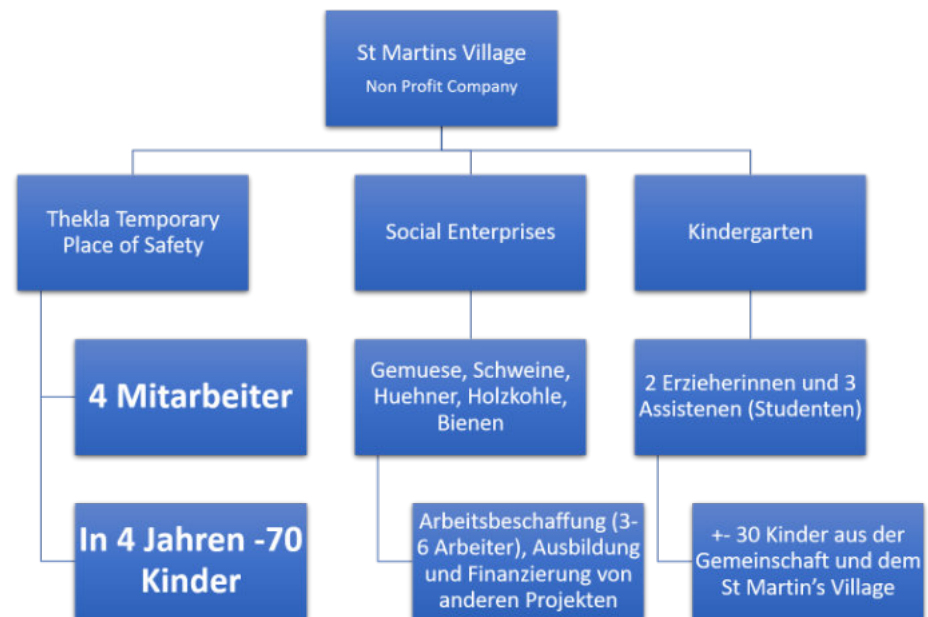 St Martins Village
Non Profit Company
Thekla Temporary
Place of Safety
Social Enterprises
Kindergarten
4 Mitarbeiter
Gemuese, Schweine,
Huehner, Holzkohle,
Bienen
2 Erzieherinnen und 3
Assistenen (Studenten)
In 4 Jahren -70
Kinder
Arbeitsbeschaffung (3-
6 Arbeiter), Ausbildung
und Finanzierung von
anderen Projekten
+- 30 Kinder aus der
Gemeinschaft und dem
St Martin’s Village